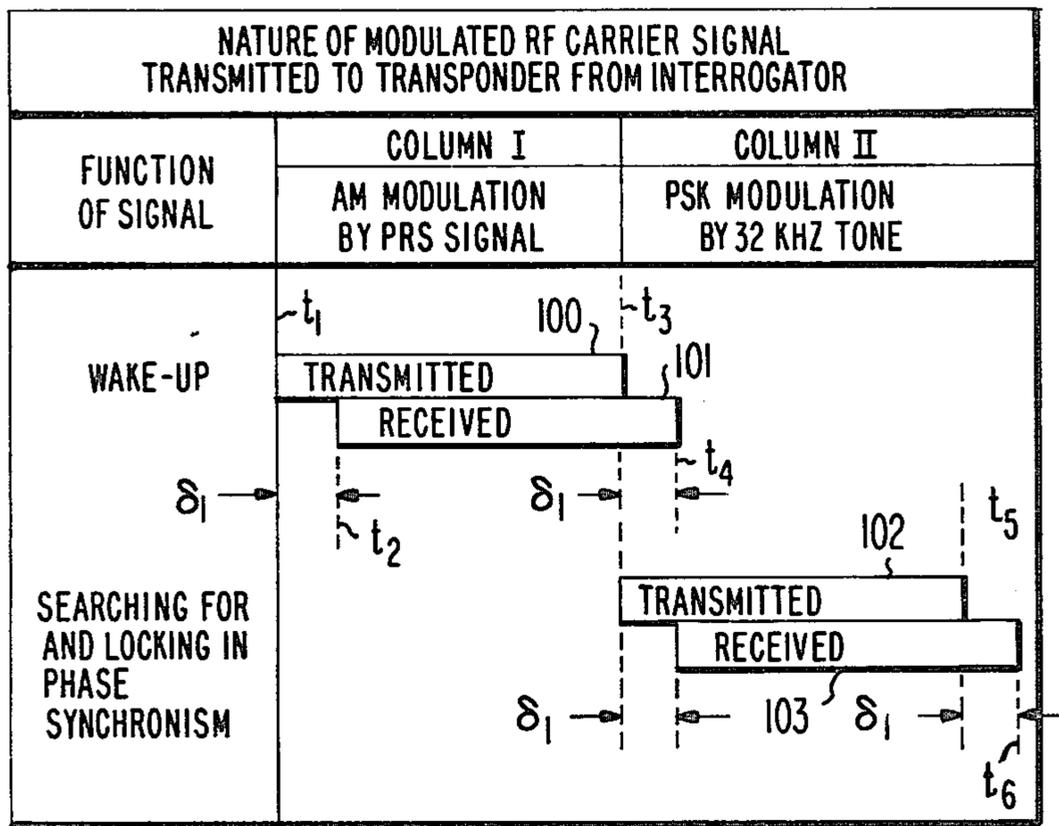 NATURE OF MODULATED RF CARRIER SIGNAL
TRANSMITTED TO TRANSPONDER FROM INTERROGATOR
FUNCTION
OF SIGNAL
COLUMN I
COLUMN II
AM MODULATION
BY PRS SIGNAL
PSK MODULATION
BY 32 KHZ TONE
t1
100
t3
WAKE-UP
TRANSMITTED
101
RECEIVED
t4
δ1
δ1
t2
t5
102
SEARCHING FOR
AND LOCKING IN
PHASE
SYNCHRONISM
TRANSMITTED
RECEIVED
δ1
103
δ1
t6